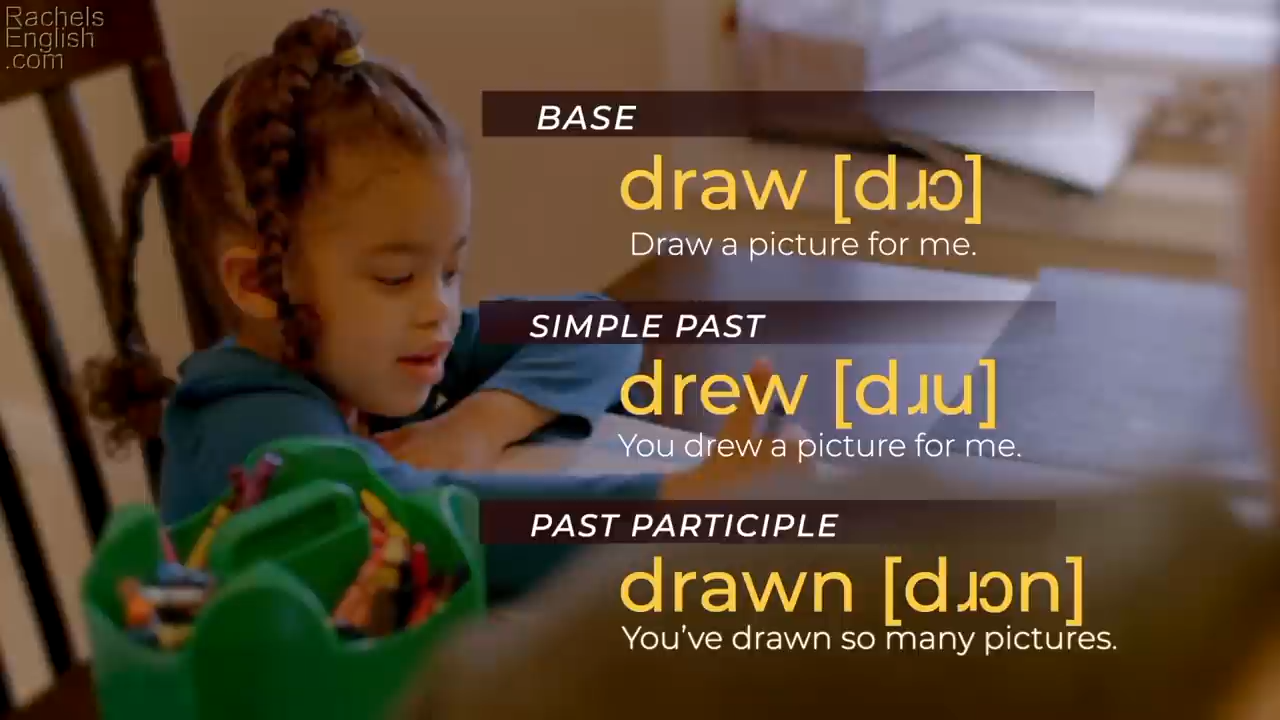 Rachels
English
.com
BASE
draw [dɹɔ]
Draw a picture for me.
SIMPLE PAST
drew [dɹu]
You drew a picture for me.
PAST PARTICIPLE
drawn [dɹɔn]
You’ve drawn so many pictures.